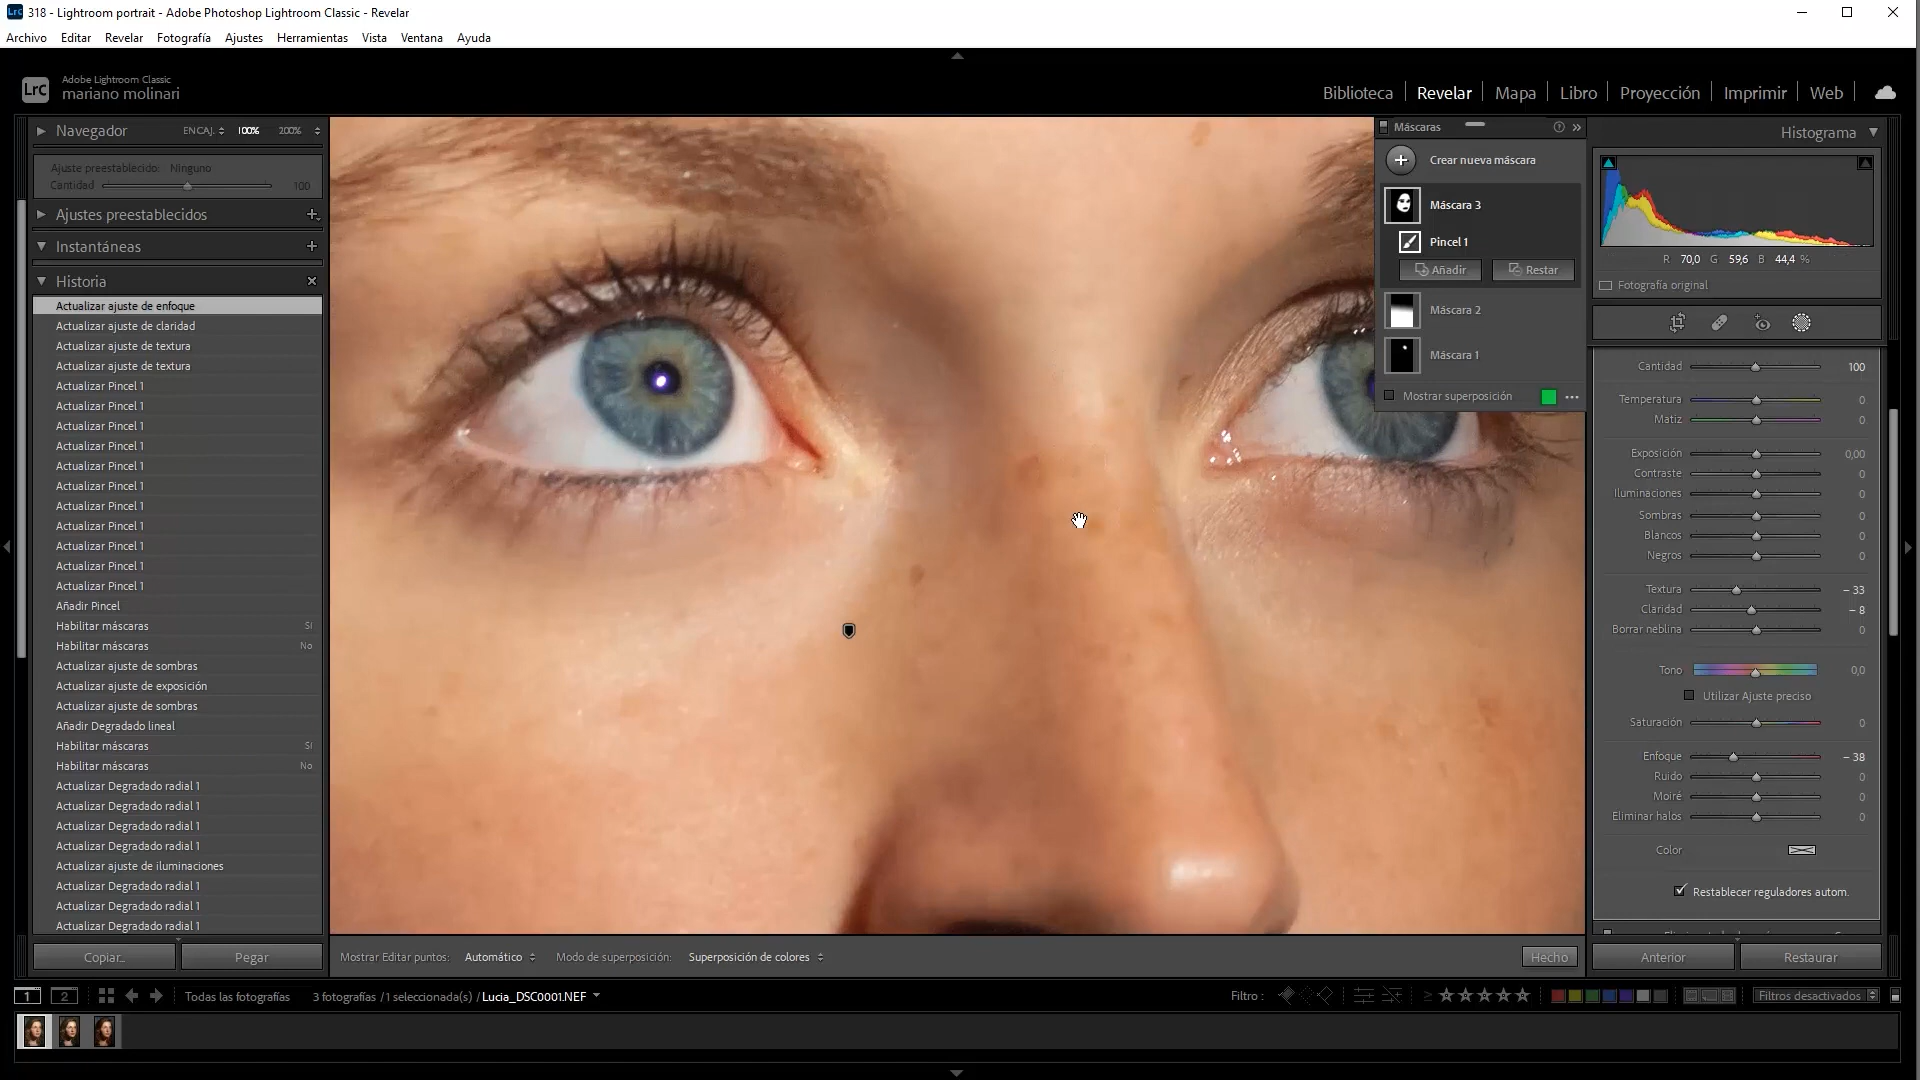 318 - Lightroom portrait - Adobe Photoshop Lightroom Classic - Revelar
Archivo Editar Revelar Fotografía Ajustes Herramientas Vista Ventana Ayuda
LrC
Adobe Lightroom Classic
mariano molinari
Biblioteca Revelar Mapa Libro Proyección Imprimir Web
Navegador ENCAJ. 100% 200%
Ajuste preestablecido: Ninguno
Cantidad 100
Ajustes preestablecidos
Instantáneas
Historia
Actualizar ajuste de enfoque
Actualizar ajuste de claridad
Actualizar ajuste de textura
Actualizar ajuste de textura
Actualizar Pincel 1
Actualizar Pincel 1
Actualizar Pincel 1
Actualizar Pincel 1
Actualizar Pincel 1
Actualizar Pincel 1
Actualizar Pincel 1
Actualizar Pincel 1
Actualizar Pincel 1
Actualizar Pincel 1
Actualizar Pincel 1
Añadir Pincel
Habilitar máscaras Sí
Habilitar máscaras No
Actualizar ajuste de sombras
Actualizar ajuste de exposición
Actualizar ajuste de sombras
Añadir Degradado lineal
Habilitar máscaras Sí
Habilitar máscaras No
Actualizar Degradado radial 1
Actualizar Degradado radial 1
Actualizar Degradado radial 1
Actualizar Degradado radial 1
Actualizar ajuste de iluminaciones
Actualizar Degradado radial 1
Actualizar Degradado radial 1
Actualizar Degradado radial 1
Copiar... Pegar
Máscaras
Crear nueva máscara
Máscara 3
Pincel 1
Añadir Restar
Máscara 2
Máscara 1
Mostrar superposición
Histograma
R 70,0 G 59,6 B 44,4 %
Fotografía original
Cantidad 100
Temperatura 0
Matiz 0
Exposición 0,00
Contraste 0
Iluminaciones 0
Sombras 0
Blancos 0
Negros 0
Textura – 33
Claridad – 8
Borrar neblina 0
Tono 0,0
Utilizar Ajuste preciso
Saturación 0
Enfoque – 38
Ruido 0
Moiré 0
Eliminar halos 0
Color
Restablecer reguladores autom.
Anterior Restaurar
Mostrar Editar puntos: Automático Modo de superposición: Superposición de colores Hecho
1 2 Todas las fotografías 3 fotografías /1 seleccionada(s) /Lucia_DSC0001.NEF Filtro : Filtros desactivados